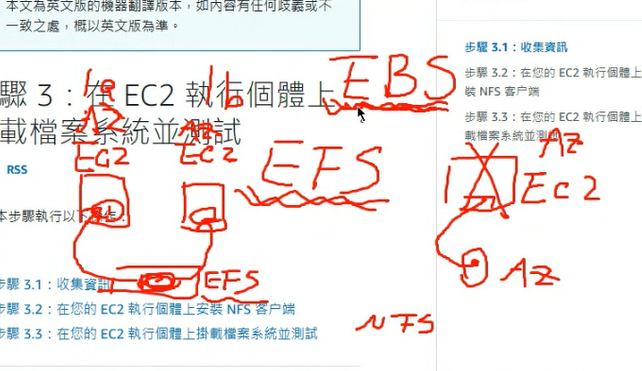 本文為英文版的機器翻譯版本，如內容有任何歧義或不
一致之處，概以英文版為準。
驟 3：在 EC2 執行個體上
載檔案系統並測試
RSS
本步驟執行以下
步驟 3.1：收集資訊
步驟 3.2：在您的 EC2 執行個體上安裝 NFS 客户端
步驟 3.3：在您的 EC2 執行個體上掛載檔案系統並測試
步驟 3.1：收集資訊
步驟 3.2：在您的 EC2 執行個體上
裝 NFS 客户端
步驟 3.3：在您的 EC2 執行個體上
載檔案系統並測試
EBS
EFS
1a
AZ
EC2
1b
AZ
EC2
EFS
NFS
AZ
EC2
AZ